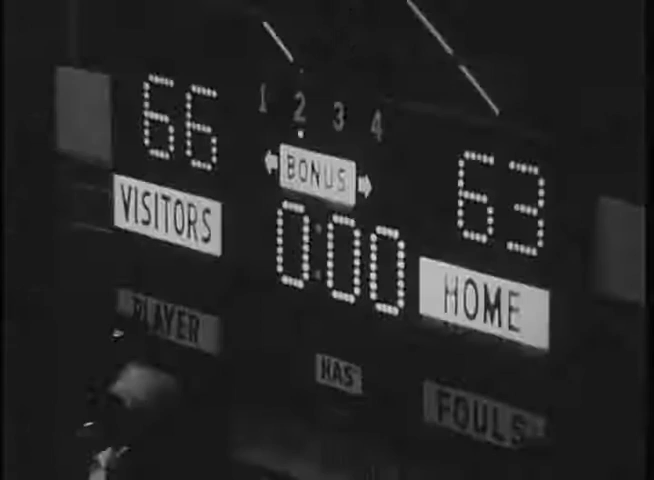 66
1 2 3 4
63
BONUS
VISITORS
0:00
HOME
PLAYER
HAS
FOULS